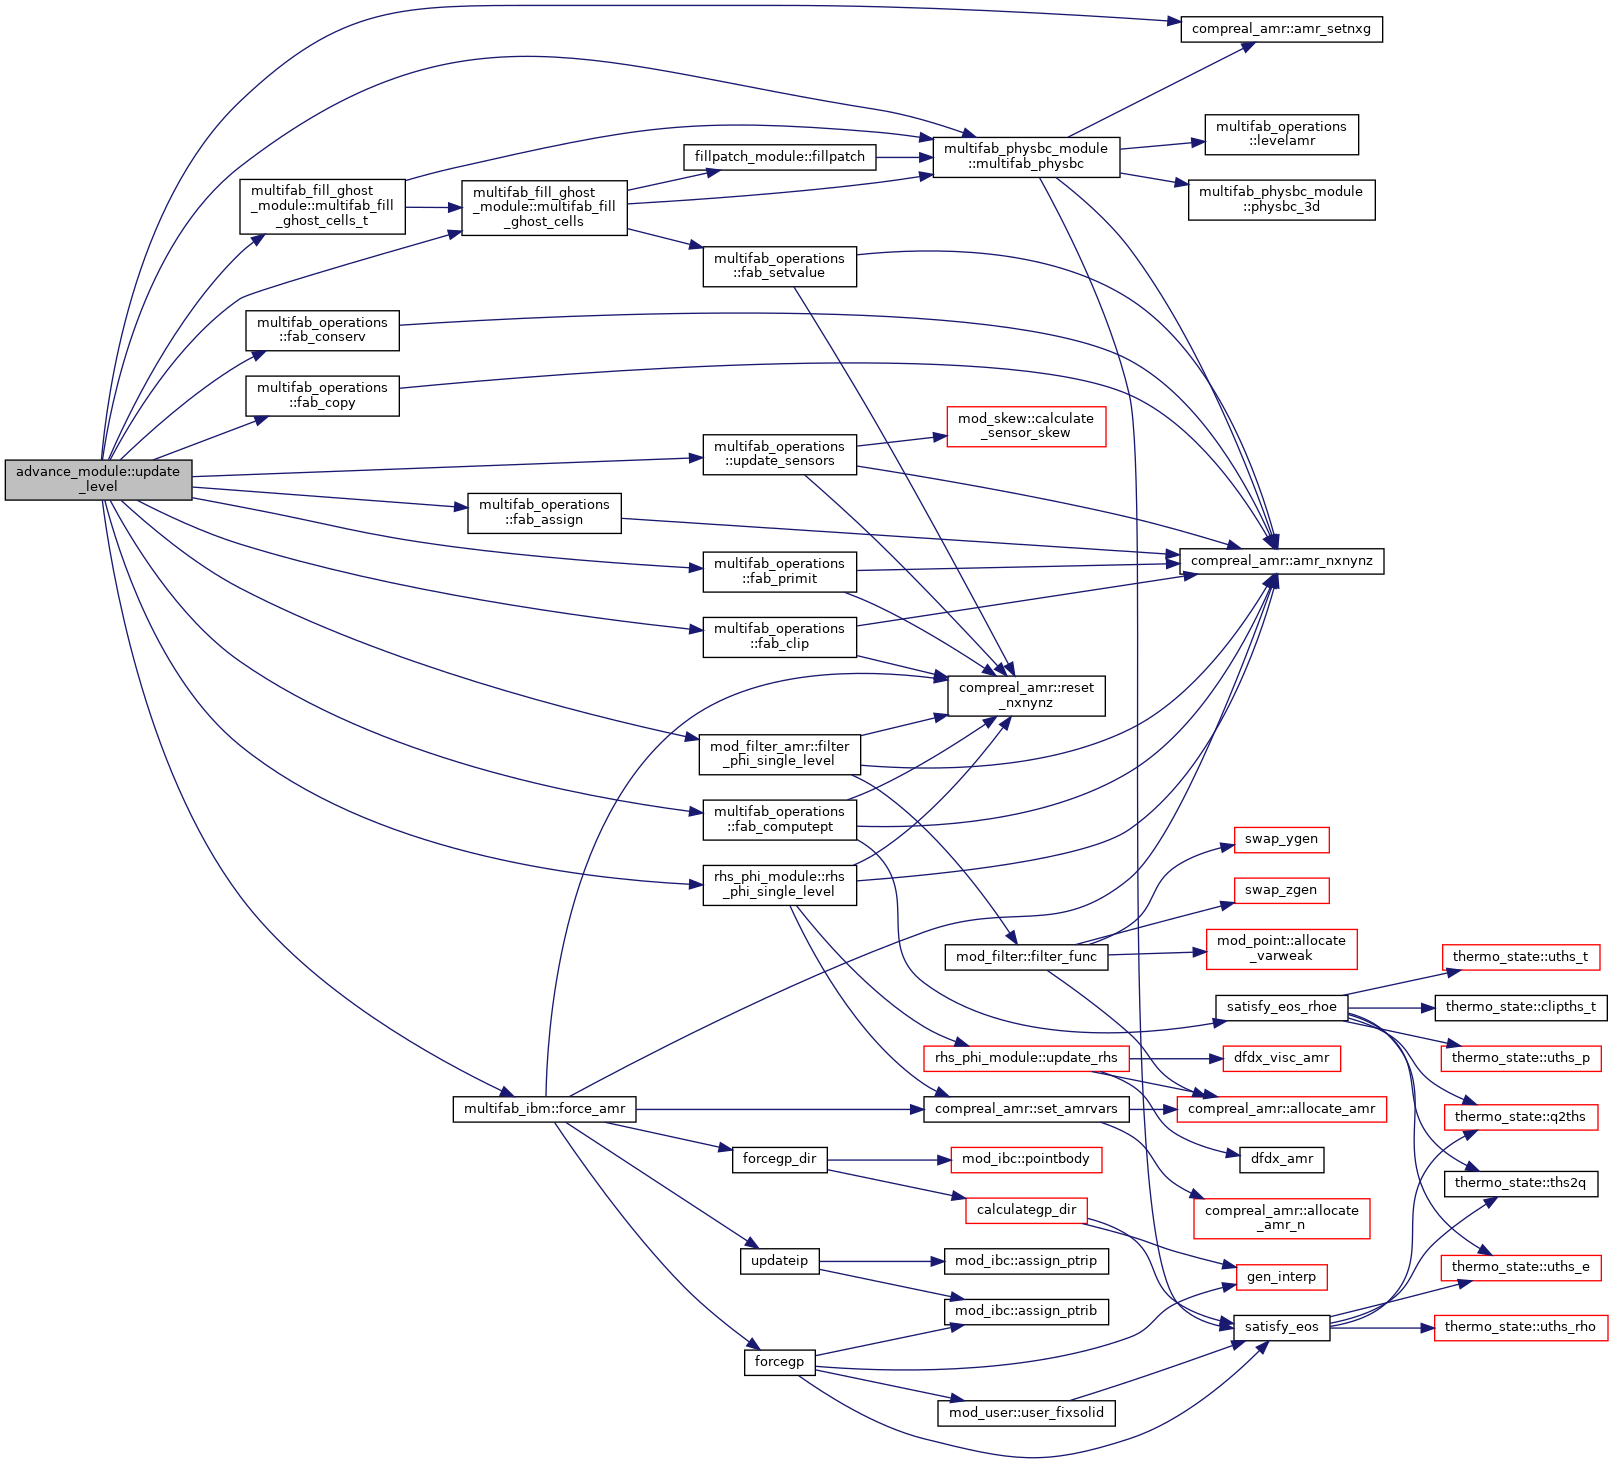 compreal_amr::amr_setnxg
multifab_operations
::levelamr
multifab_physbc_module
::multifab_physbc
fillpatch_module::fillpatch
multifab_physbc_module
::physbc_3d
multifab_fill_ghost
_module::multifab_fill
_ghost_cells_t
multifab_fill_ghost
_module::multifab_fill
_ghost_cells
multifab_operations
::fab_setvalue
multifab_operations
::fab_conserv
multifab_operations
::fab_copy
mod_skew::calculate
_sensor_skew
multifab_operations
::update_sensors
advance_module::update
_level
multifab_operations
::fab_assign
compreal_amr::amr_nxnynz
multifab_operations
::fab_primit
multifab_operations
::fab_clip
compreal_amr::reset
_nxnynz
mod_filter_amr::filter
_phi_single_level
multifab_operations
::fab_computept
swap_ygen
rhs_phi_module::rhs
_phi_single_level
swap_zgen
mod_point::allocate
_varweak
mod_filter::filter_func
thermo_state::uths_t
satisfy_eos_rhoe
thermo_state::clipths_t
rhs_phi_module::update_rhs
dfdx_visc_amr
thermo_state::uths_p
multifab_ibm::force_amr
compreal_amr::set_amrvars
compreal_amr::allocate_amr
thermo_state::q2ths
forcegp_dir
mod_ibc::pointbody
dfdx_amr
thermo_state::ths2q
calculategp_dir
compreal_amr::allocate
_amr_n
updateip
mod_ibc::assign_ptrip
gen_interp
thermo_state::uths_e
mod_ibc::assign_ptrib
satisfy_eos
thermo_state::uths_rho
forcegp
mod_user::user_fixsolid